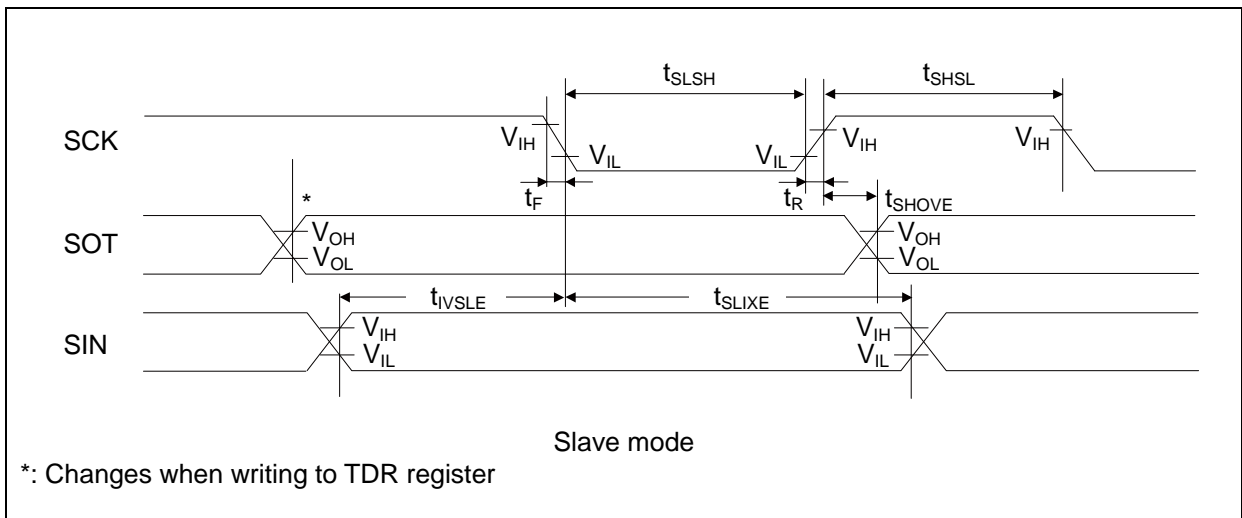 tSLSH tSHSL
SCK VIH VIL VIL VIH VIH
tF tR tSHOVE
*
SOT VOH VOH
VOL VOL
tIVSLE tSLIXE
SIN VIH VIH
VIL VIL
Slave mode
*: Changes when writing to TDR register